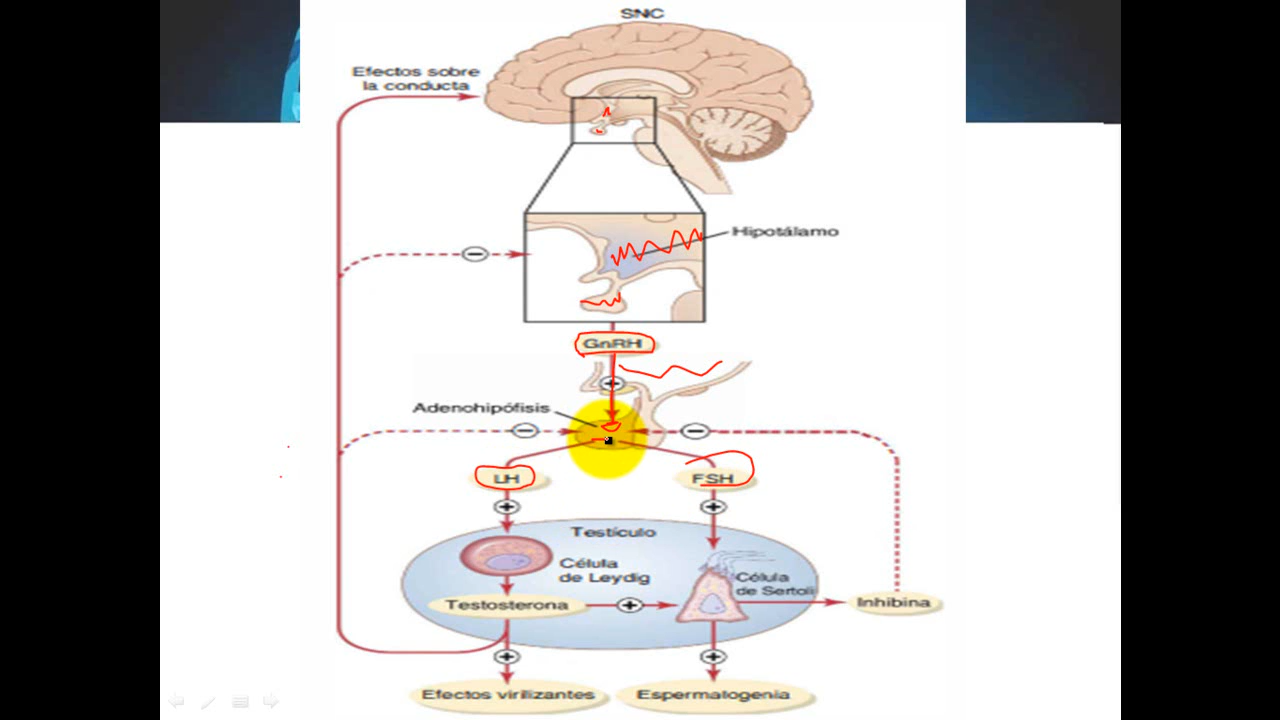 SNC
Efectos sobre
la conducta
Hipotálamo
GnRH
Adenohipófisis
LH
FSH
Testículo
Célula
de Leydig
Célula
de Sertoli
Testosterona
Inhibina
Efectos virilizantes
Espermatogenia